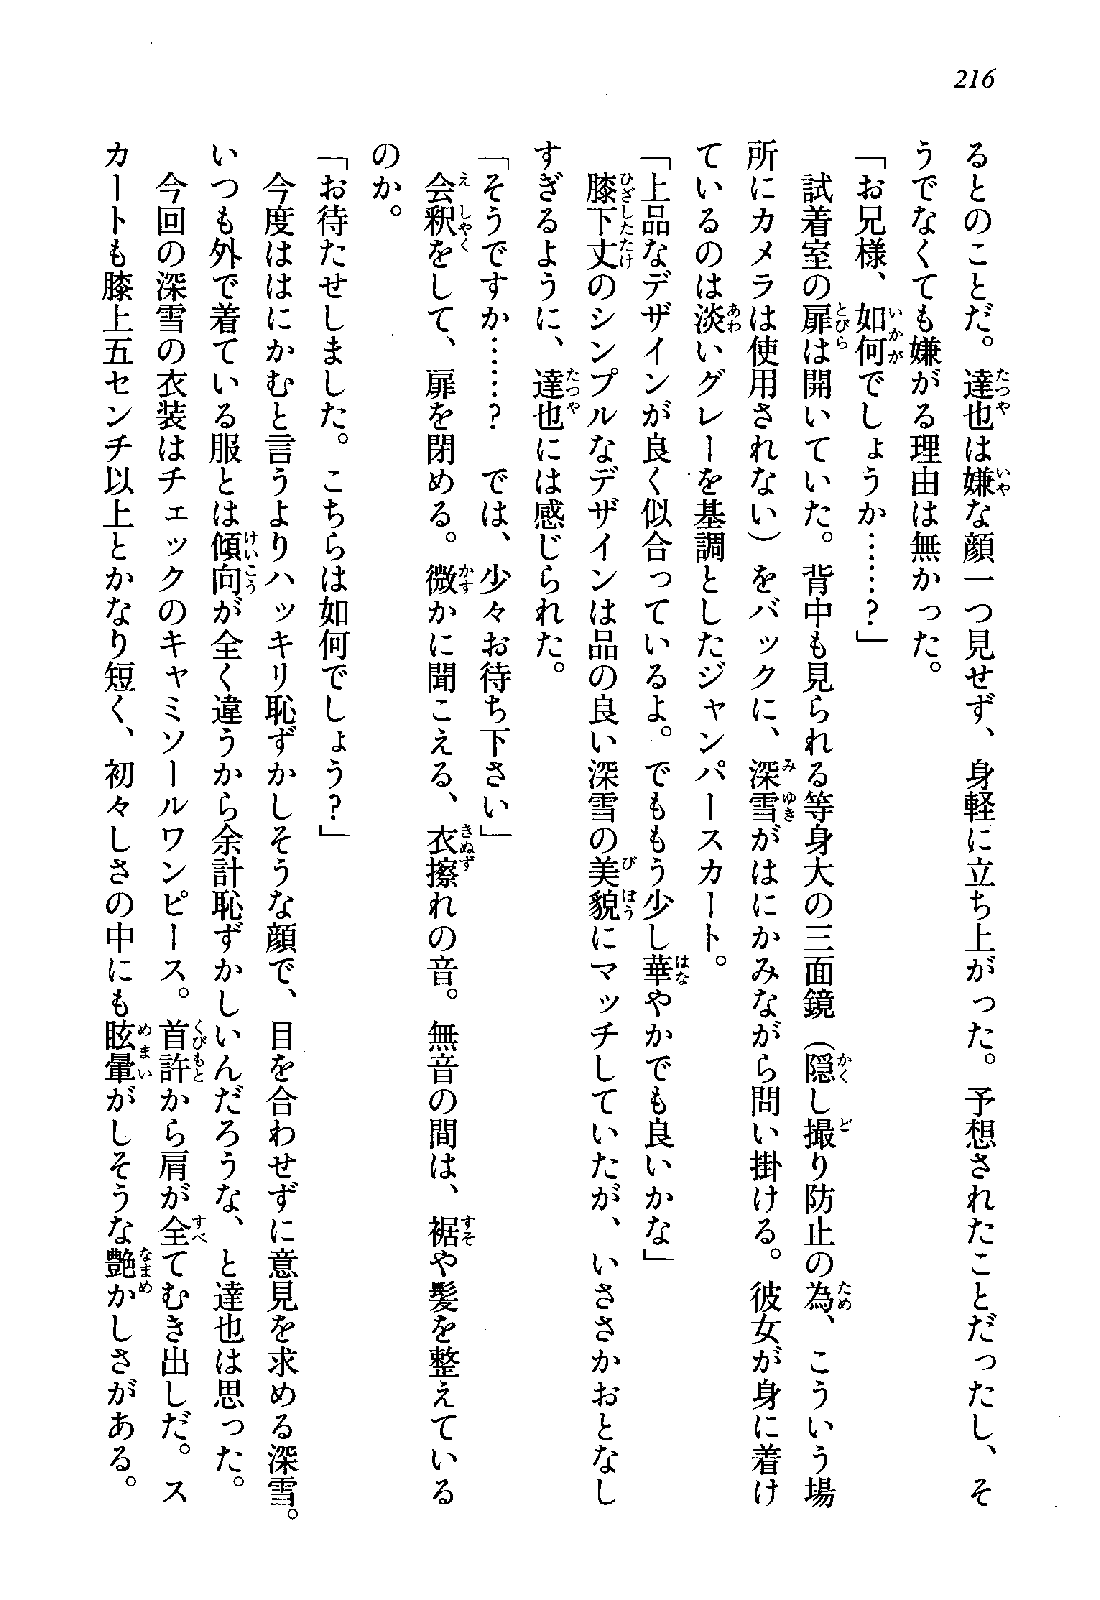 216
るとのことだ。達也は嫌な顔一つ見せず、身軽に立ち上がった。予想されたことだったし、そ
うでなくても嫌がる理由は無かった。
「お兄様、如何でしょうか……？」
試着室の扉は開いていた。背中も見られる等身大の三面鏡（隠し撮り防止の為、こういう場
所にカメラは使用されない）をバックに、深雪がはにかみながら問い掛ける。彼女が身に着け
ているのは淡いグレーを基調としたジャンパースカート。
「上品なデザインが良く似合っているよ。でももう少し華やかでも良いかな」
膝下丈のシンプルなデザインは品の良い深雪の美貌にマッチしていたが、いささかおとなし
すぎるように、達也には感じられた。
「そうですか……？　では、少々お待ち下さい」
会釈をして、扉を閉める。微かに聞こえる、衣擦れの音。無音の間は、裾や髪を整えている
のか。
「お待たせしました。こちらは如何でしょう？」
今度ははにかむと言うよりハッキリ恥ずかしそうな顔で、目を合わせずに意見を求める深雪。
いつも外で着ている服とは傾向が全く違うから余計恥ずかしいんだろうな、と達也は思った。
今回の深雪の衣装はチェックのキャミソールワンピース。首許から肩が全てむき出しだ。ス
カートも膝上五センチ以上とかなり短く、初々しさの中にも眩暈がしそうな艶かしさがある。